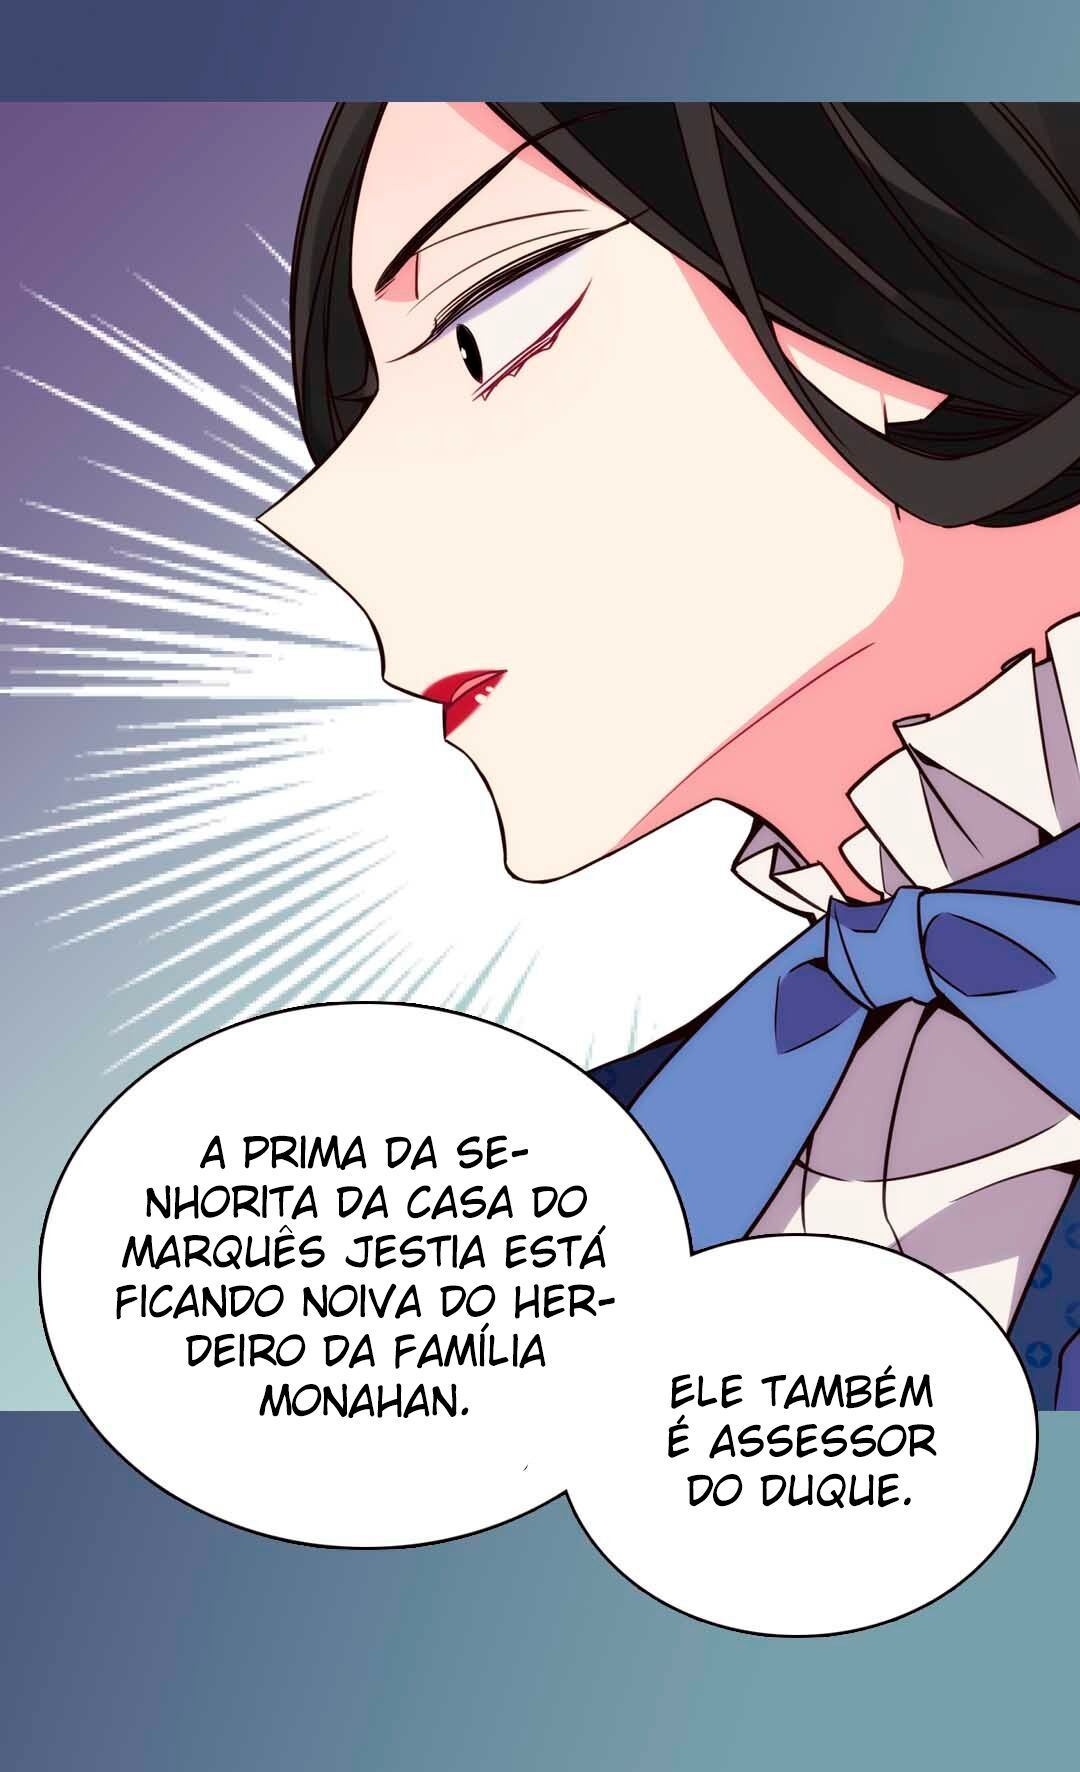 A PRIMA DA SE-
NHORITA DA CASA DO
MARQUÊS JESTIA ESTÁ
FICANDO NOIVA DO HER-
DEIRO DA FAMÍLIA
MONAHAN.
ELE TAMBÉM
É ASSESSOR
DO DUQUE.